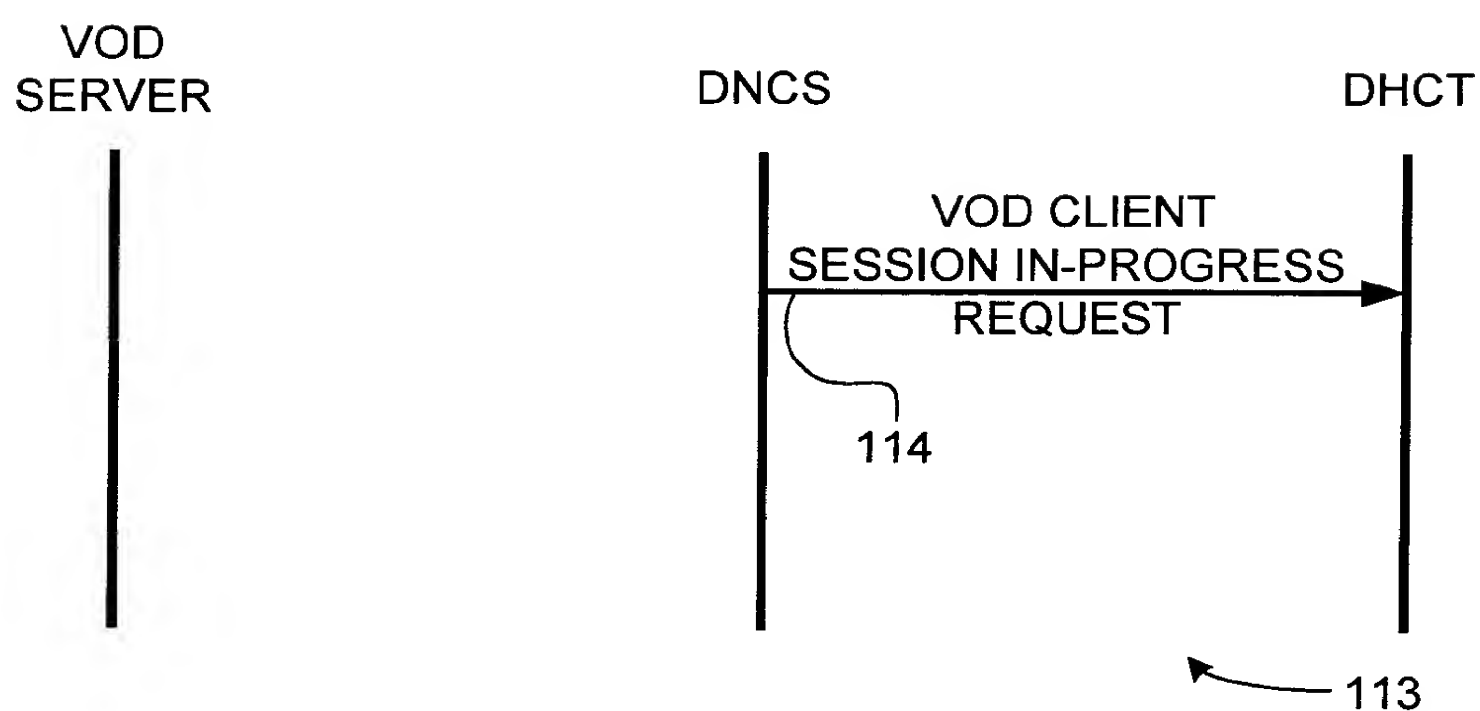 VOD
SERVER
DNCS
DHCT
VOD CLIENT
SESSION IN-PROGRESS
REQUEST
114
113